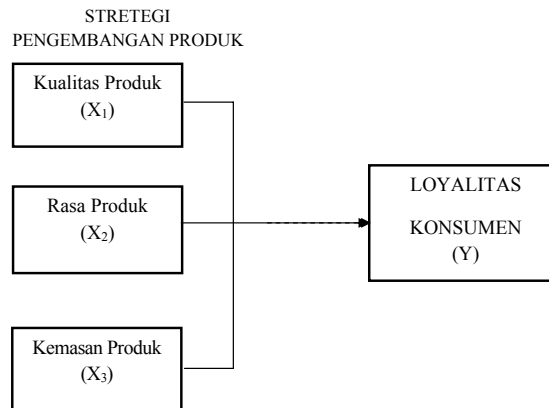 STRETEGI
PENGEMBANGAN PRODUK
Kualitas Produk
(X₁)
Rasa Produk
(X₂)
Kemasan Produk
(X₃)
LOYALITAS
KONSUMEN
(Y)